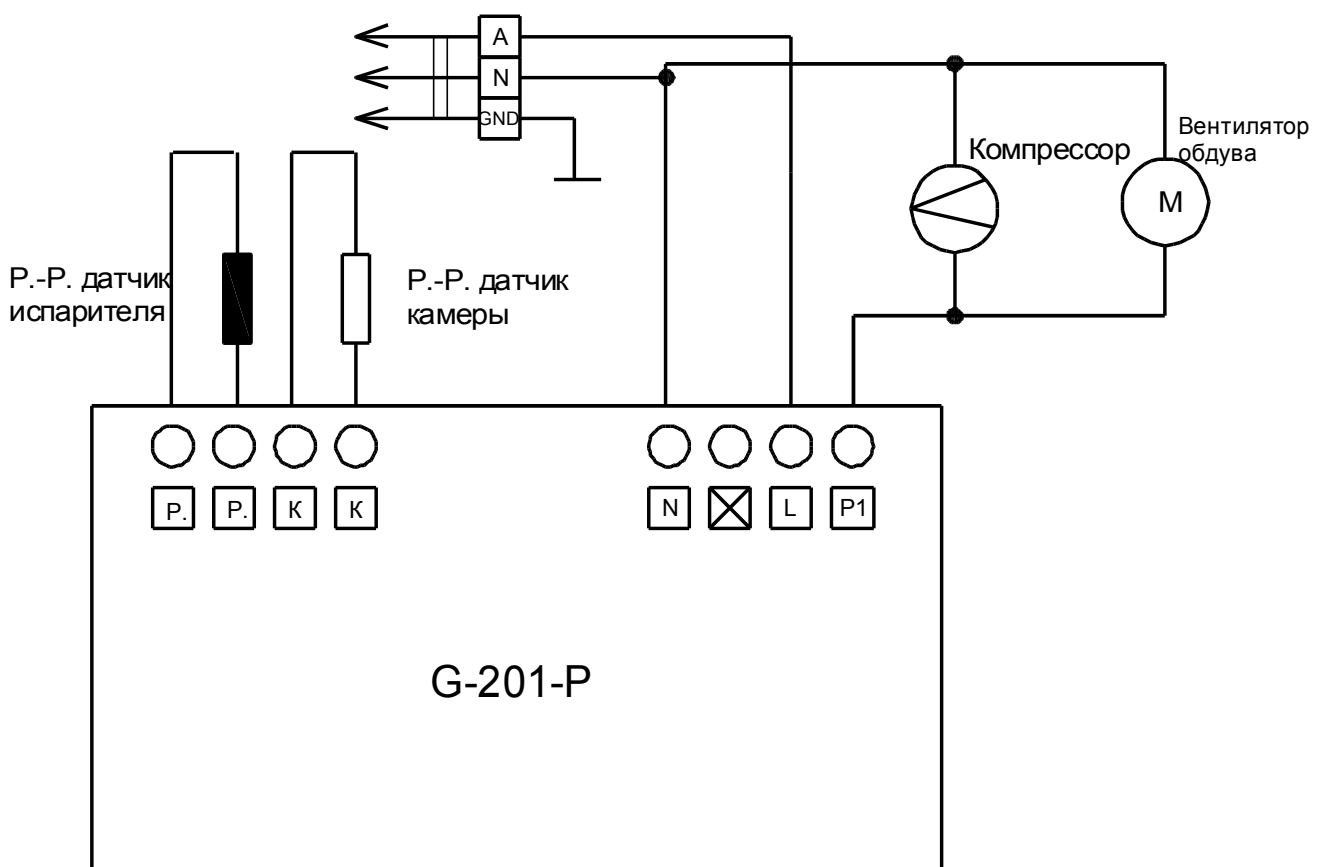 A
N
GND
Вентилятор
обдува
Компрессор
M
Р.-Р. датчик
испарителя
Р.-Р. датчик
камеры
Р.
Р.
К
К
N
L
P1
G-201-P